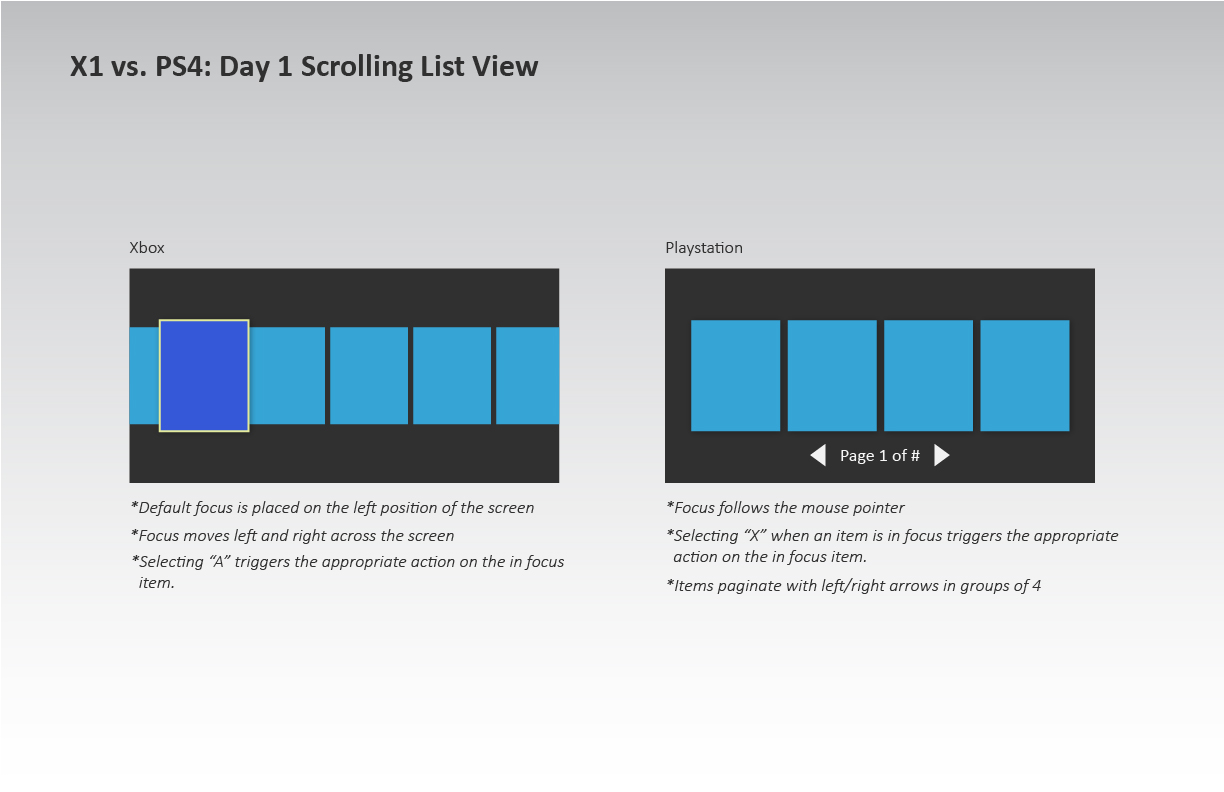 X1 vs. PS4: Day 1 Scrolling List View
Xbox
*Default focus is placed on the left position of the screen
*Focus moves left and right across the screen
*Selecting “A” triggers the appropriate action on the in focus
item.
Playstation
Page 1 of #
*Focus follows the mouse pointer
*Selecting “X” when an item is in focus triggers the appropriate
action on the in focus item.
*Items paginate with left/right arrows in groups of 4